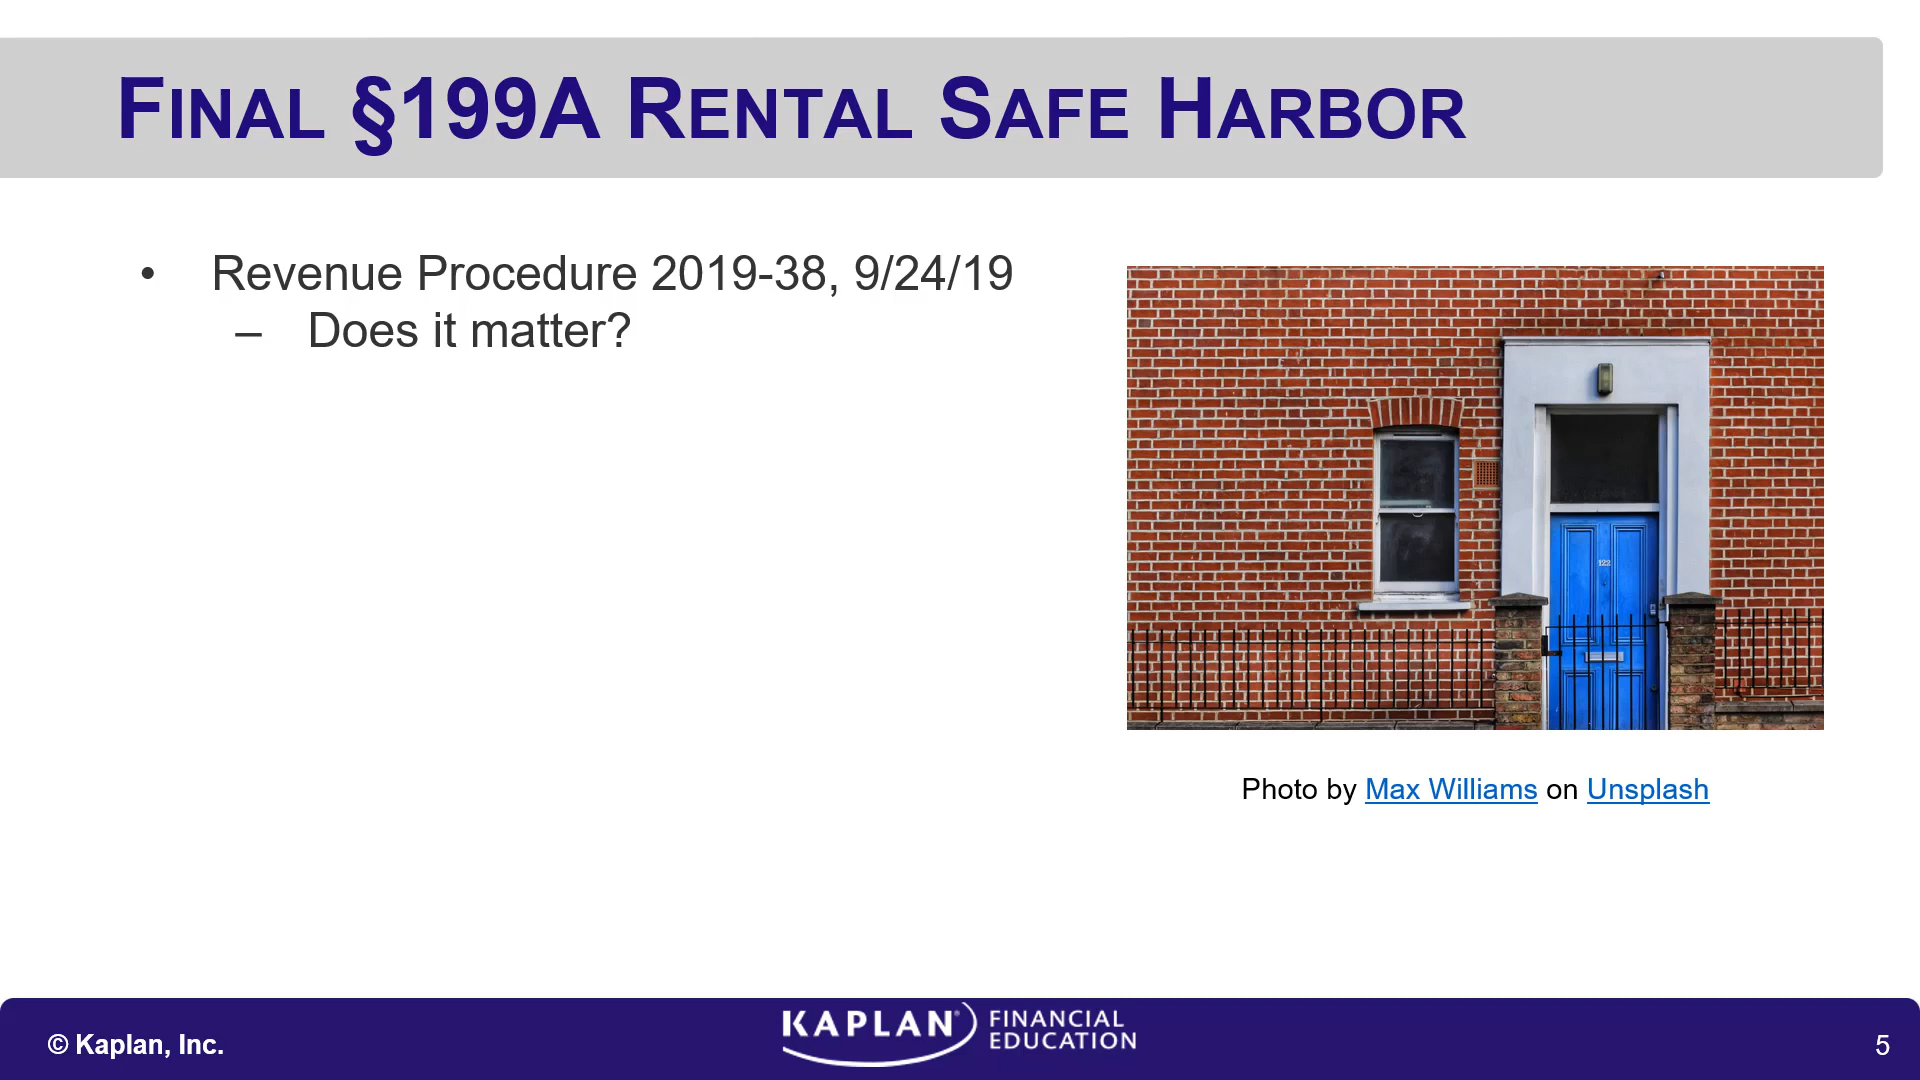 FINAL §199A RENTAL SAFE HARBOR
• Revenue Procedure 2019-38, 9/24/19
– Does it matter?
122
Photo by Max Williams on Unsplash
© Kaplan, Inc.
KAPLAN® FINANCIAL
EDUCATION
5